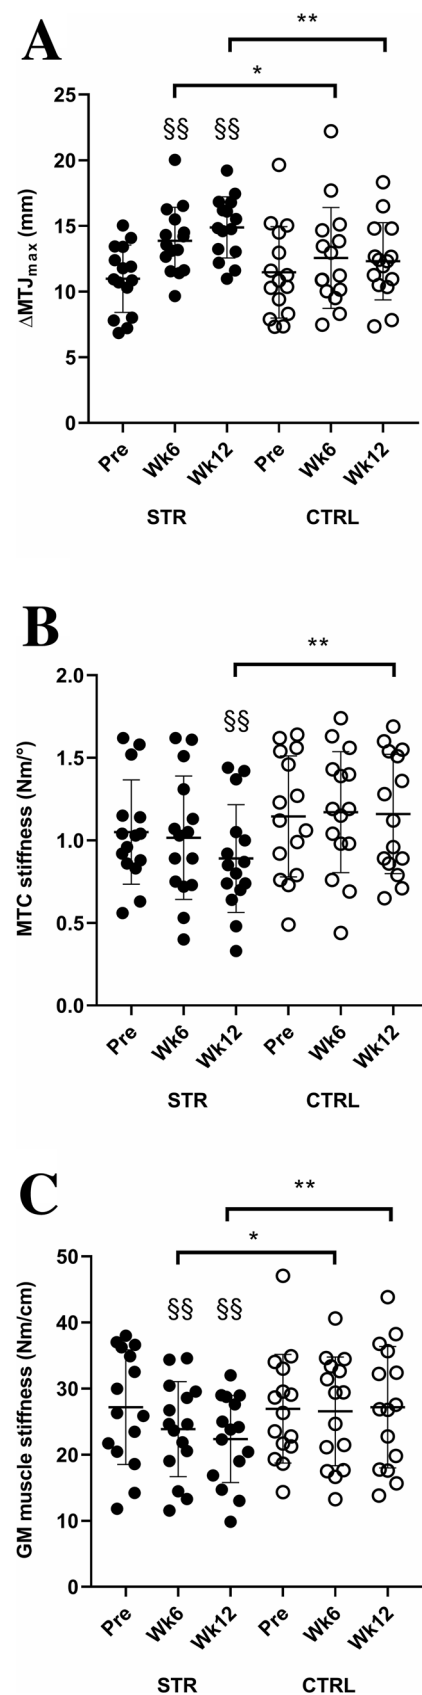 A
**
*
25
§§ §§
20
15
10
5
0
ΔMTJmax (mm)
Pre Wk6 Wk12 Pre Wk6 Wk12
STR CTRL
B
**
2.0
§§
1.5
1.0
0.5
0.0
MTC stiffness (Nm/°)
Pre Wk6 Wk12 Pre Wk6 Wk12
STR CTRL
C
**
*
50
§§ §§
40
30
20
10
0
GM muscle stiffness (Nm/cm)
Pre Wk6 Wk12 Pre Wk6 Wk12
STR CTRL